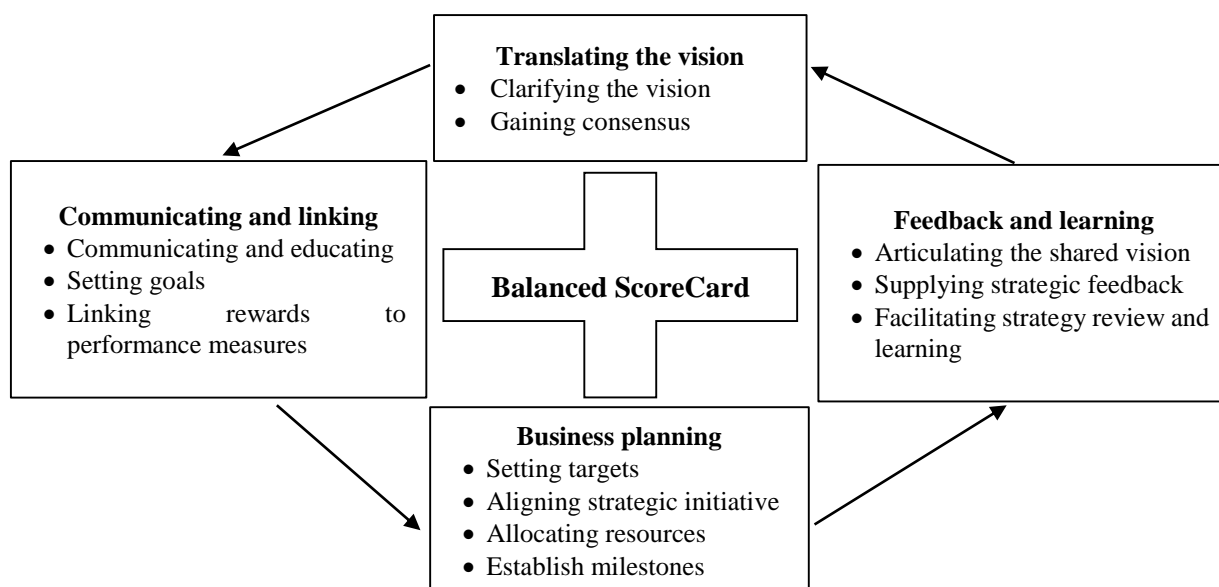 Translating the vision
• Clarifying the vision
• Gaining consensus
Communicating and linking
• Communicating and educating
• Setting goals
• Linking rewards to
performance measures
Balanced ScoreCard
Feedback and learning
• Articulating the shared vision
• Supplying strategic feedback
• Facilitating strategy review and
learning
Business planning
• Setting targets
• Aligning strategic initiative
• Allocating resources
• Establish milestones